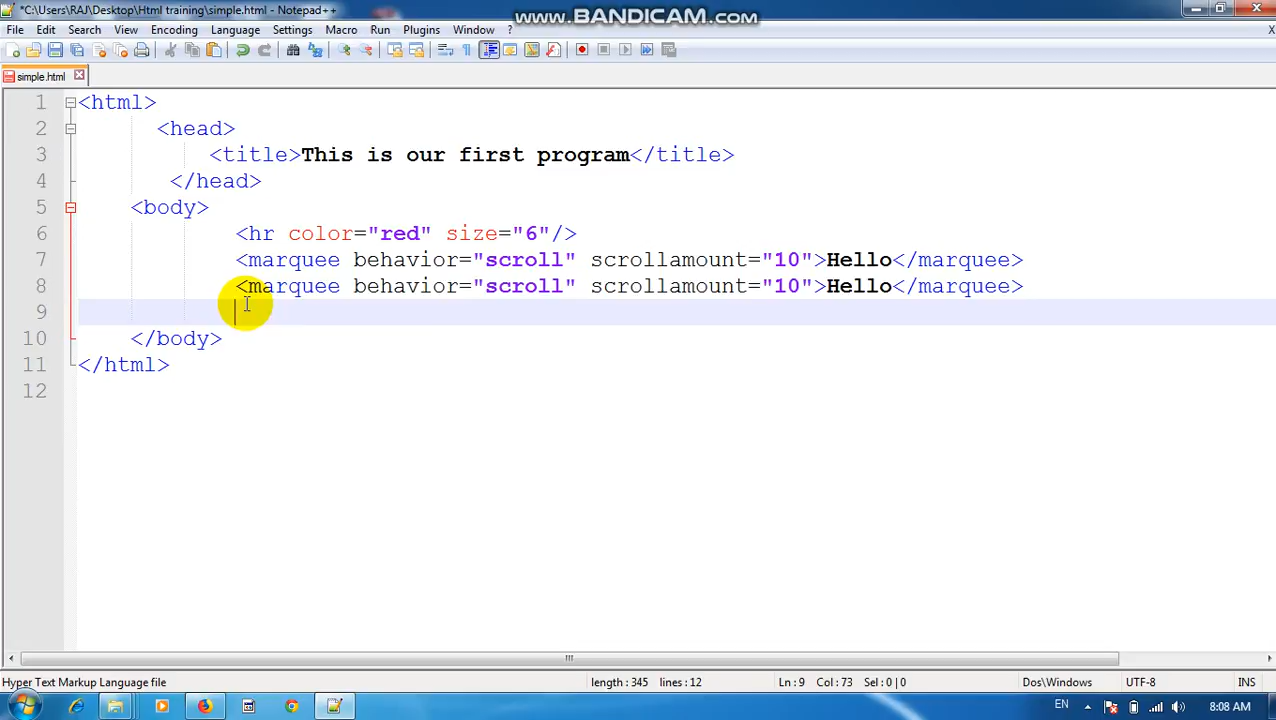 *C:\Users\RAJ\Desktop\Html training\simple.html - Notepad++
www.BANDICAM.com
File Edit Search View Encoding Language Settings Macro Run Plugins Window ? X
simple.html
1 <html>
2 <head>
3 <title>This is our first program</title>
4 </head>
5 <body>
6 <hr color="red" size="6"/>
7 <marquee behavior="scroll" scrollamount="10">Hello</marquee>
8 <marquee behavior="scroll" scrollamount="10">Hello</marquee>
9
10 </body>
11 </html>
12
Hyper Text Markup Language file length : 345 lines : 12 Ln : 9 Col : 73 Sel : 0 | 0 Dos\Windows UTF-8 INS
EN 8:08 AM